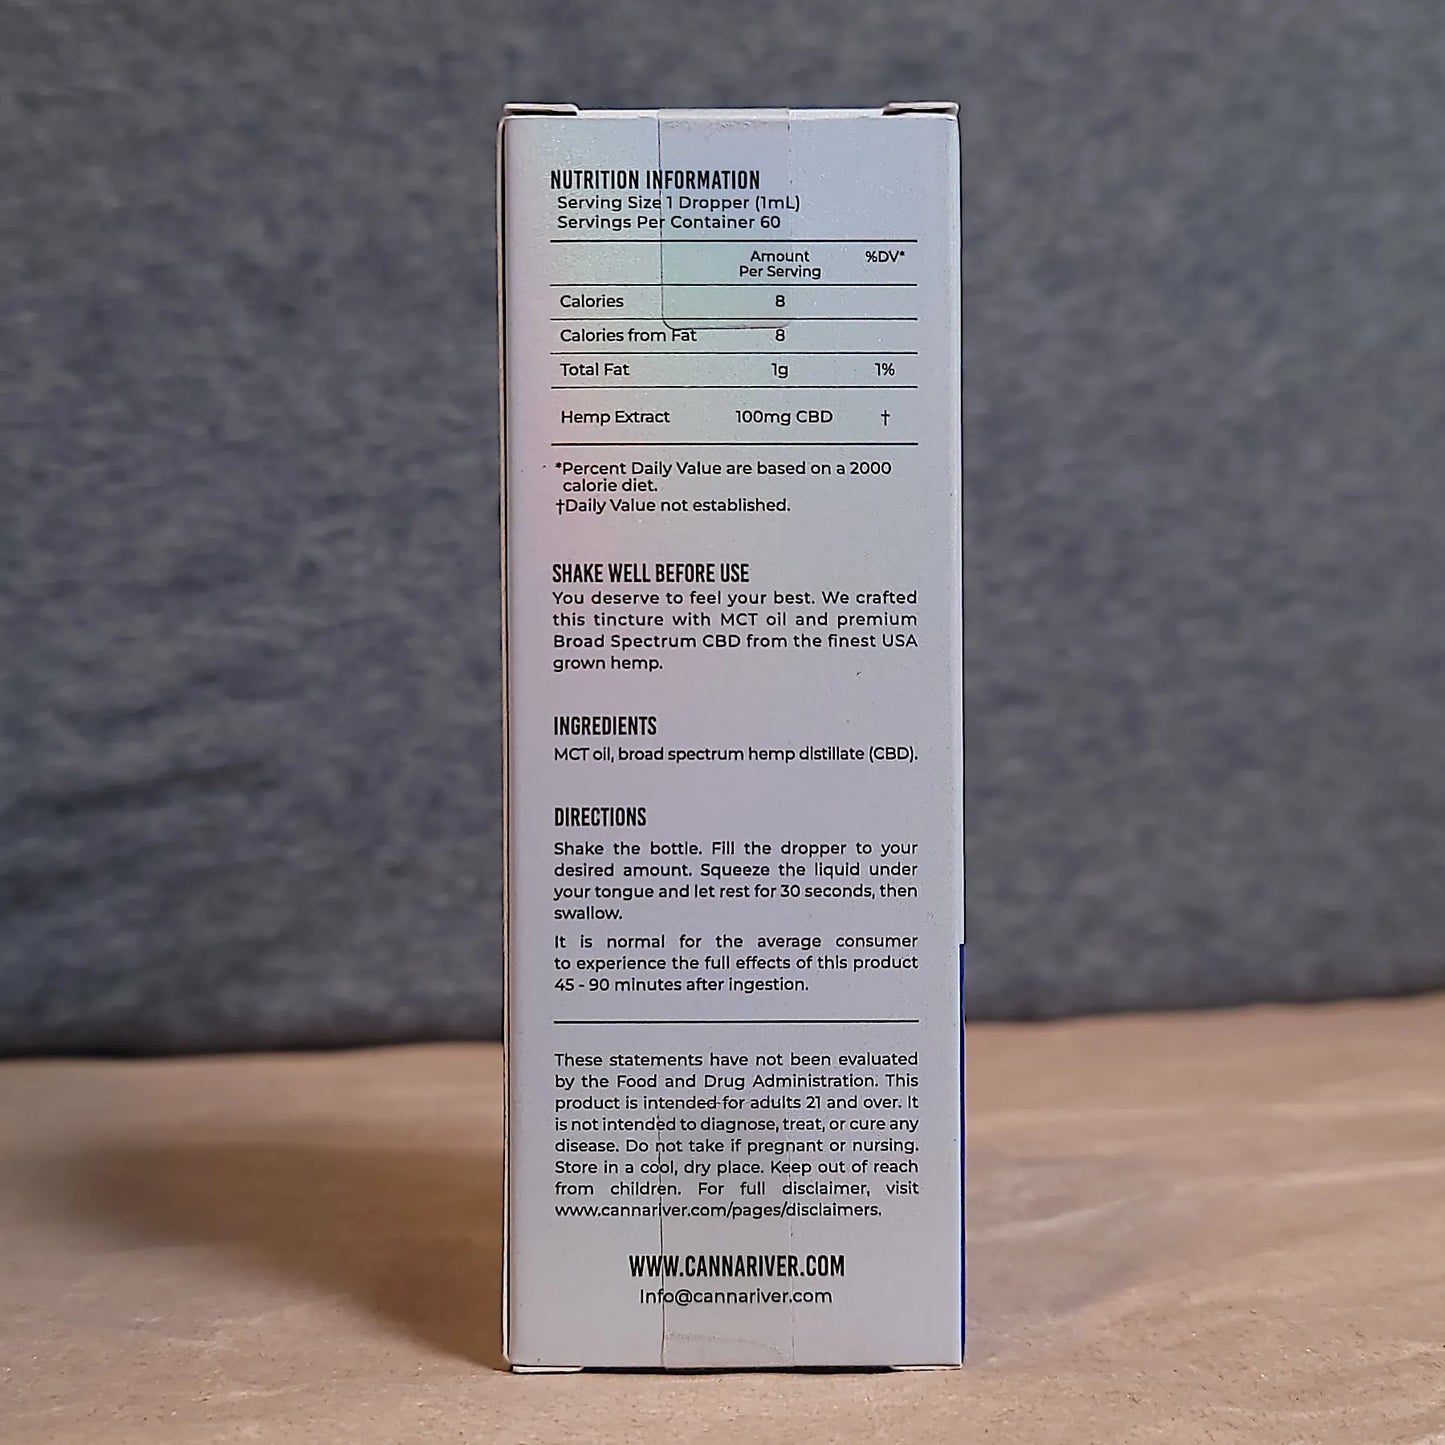 NUTRITION INFORMATION
Serving Size 1 Dropper (1mL)
Servings Per Container 60
Amount Per Serving %DV*
Calories 8
Calories from Fat 8
Total Fat 1g 1%
Hemp Extract 100mg CBD †
*Percent Daily Value are based on a 2000
calorie diet.
†Daily Value not established.
SHAKE WELL BEFORE USE
You deserve to feel your best. We crafted
this tincture with MCT oil and premium
Broad Spectrum CBD from the finest USA
grown hemp.
INGREDIENTS
MCT oil, broad spectrum hemp distillate (CBD).
DIRECTIONS
Shake the bottle. Fill the dropper to your
desired amount. Squeeze the liquid under
your tongue and let rest for 30 seconds, then
swallow.
It is normal for the average consumer
to experience the full effects of this product
45 - 90 minutes after ingestion.
These statements have not been evaluated
by the Food and Drug Administration. This
product is intended for adults 21 and over. It
is not intended to diagnose, treat, or cure any
disease. Do not take if pregnant or nursing.
Store in a cool, dry place. Keep out of reach
from children. For full disclaimer, visit
www.cannariver.com/pages/disclaimers.
WWW.CANNARIVER.COM
Info@cannariver.com